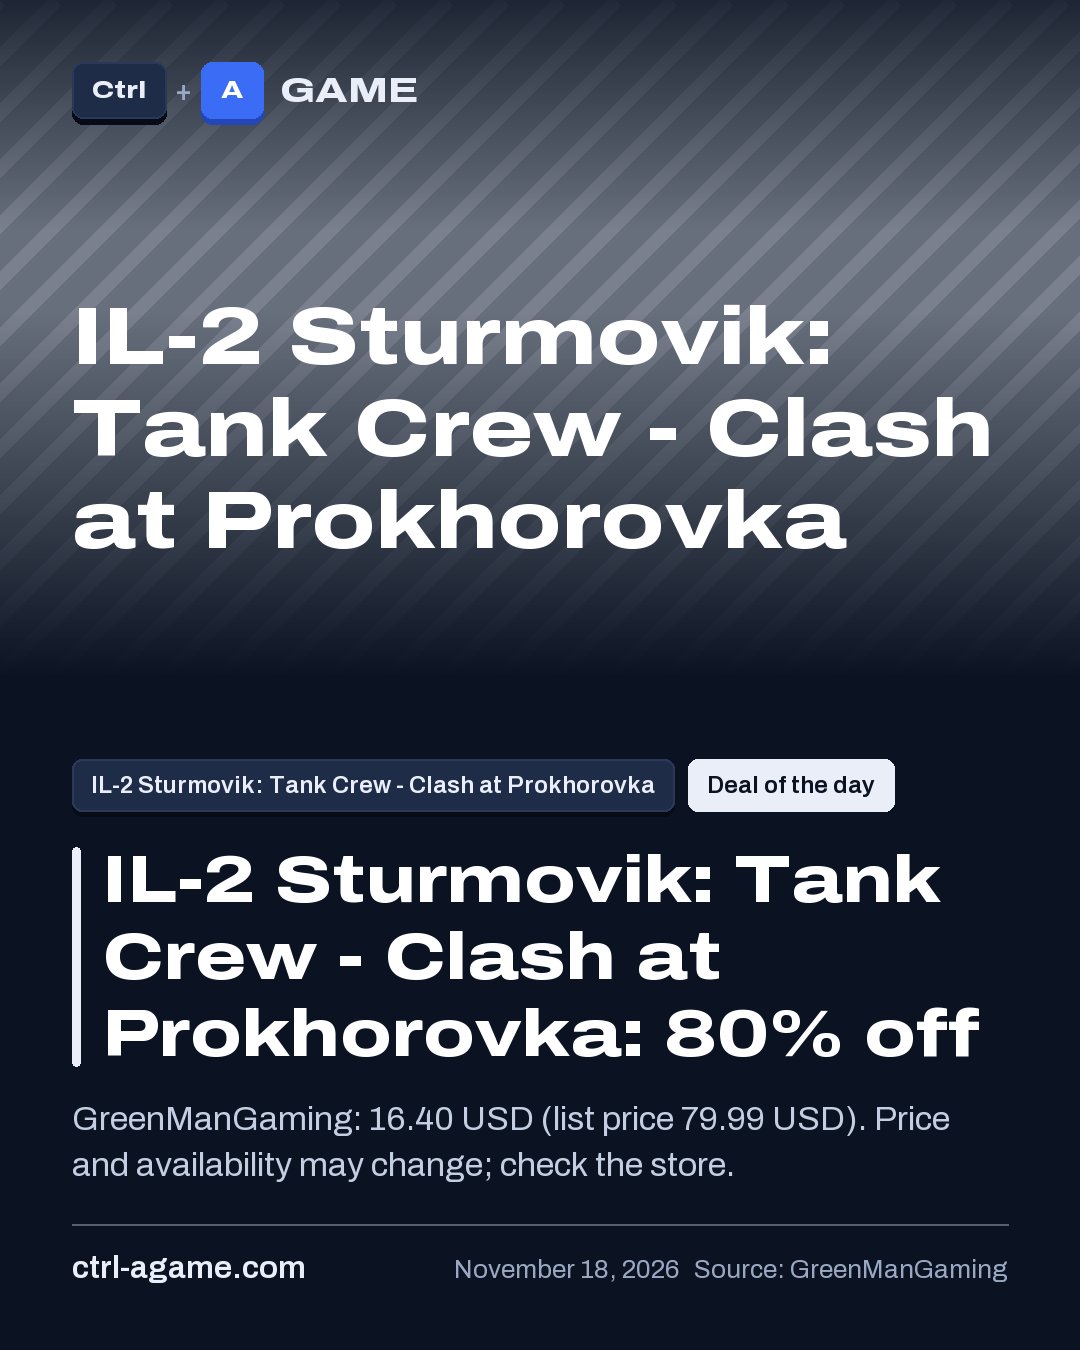 Ctrl + A GAME
IL-2 Sturmovik:
Tank Crew - Clash
at Prokhorovka
IL-2 Sturmovik: Tank Crew - Clash at Prokhorovka
Deal of the day
IL-2 Sturmovik: Tank
Crew - Clash at
Prokhorovka: 80% off
GreenManGaming: 16.40 USD (list price 79.99 USD). Price
and availability may change; check the store.
ctrl-agame.com
November 18, 2026 Source: GreenManGaming